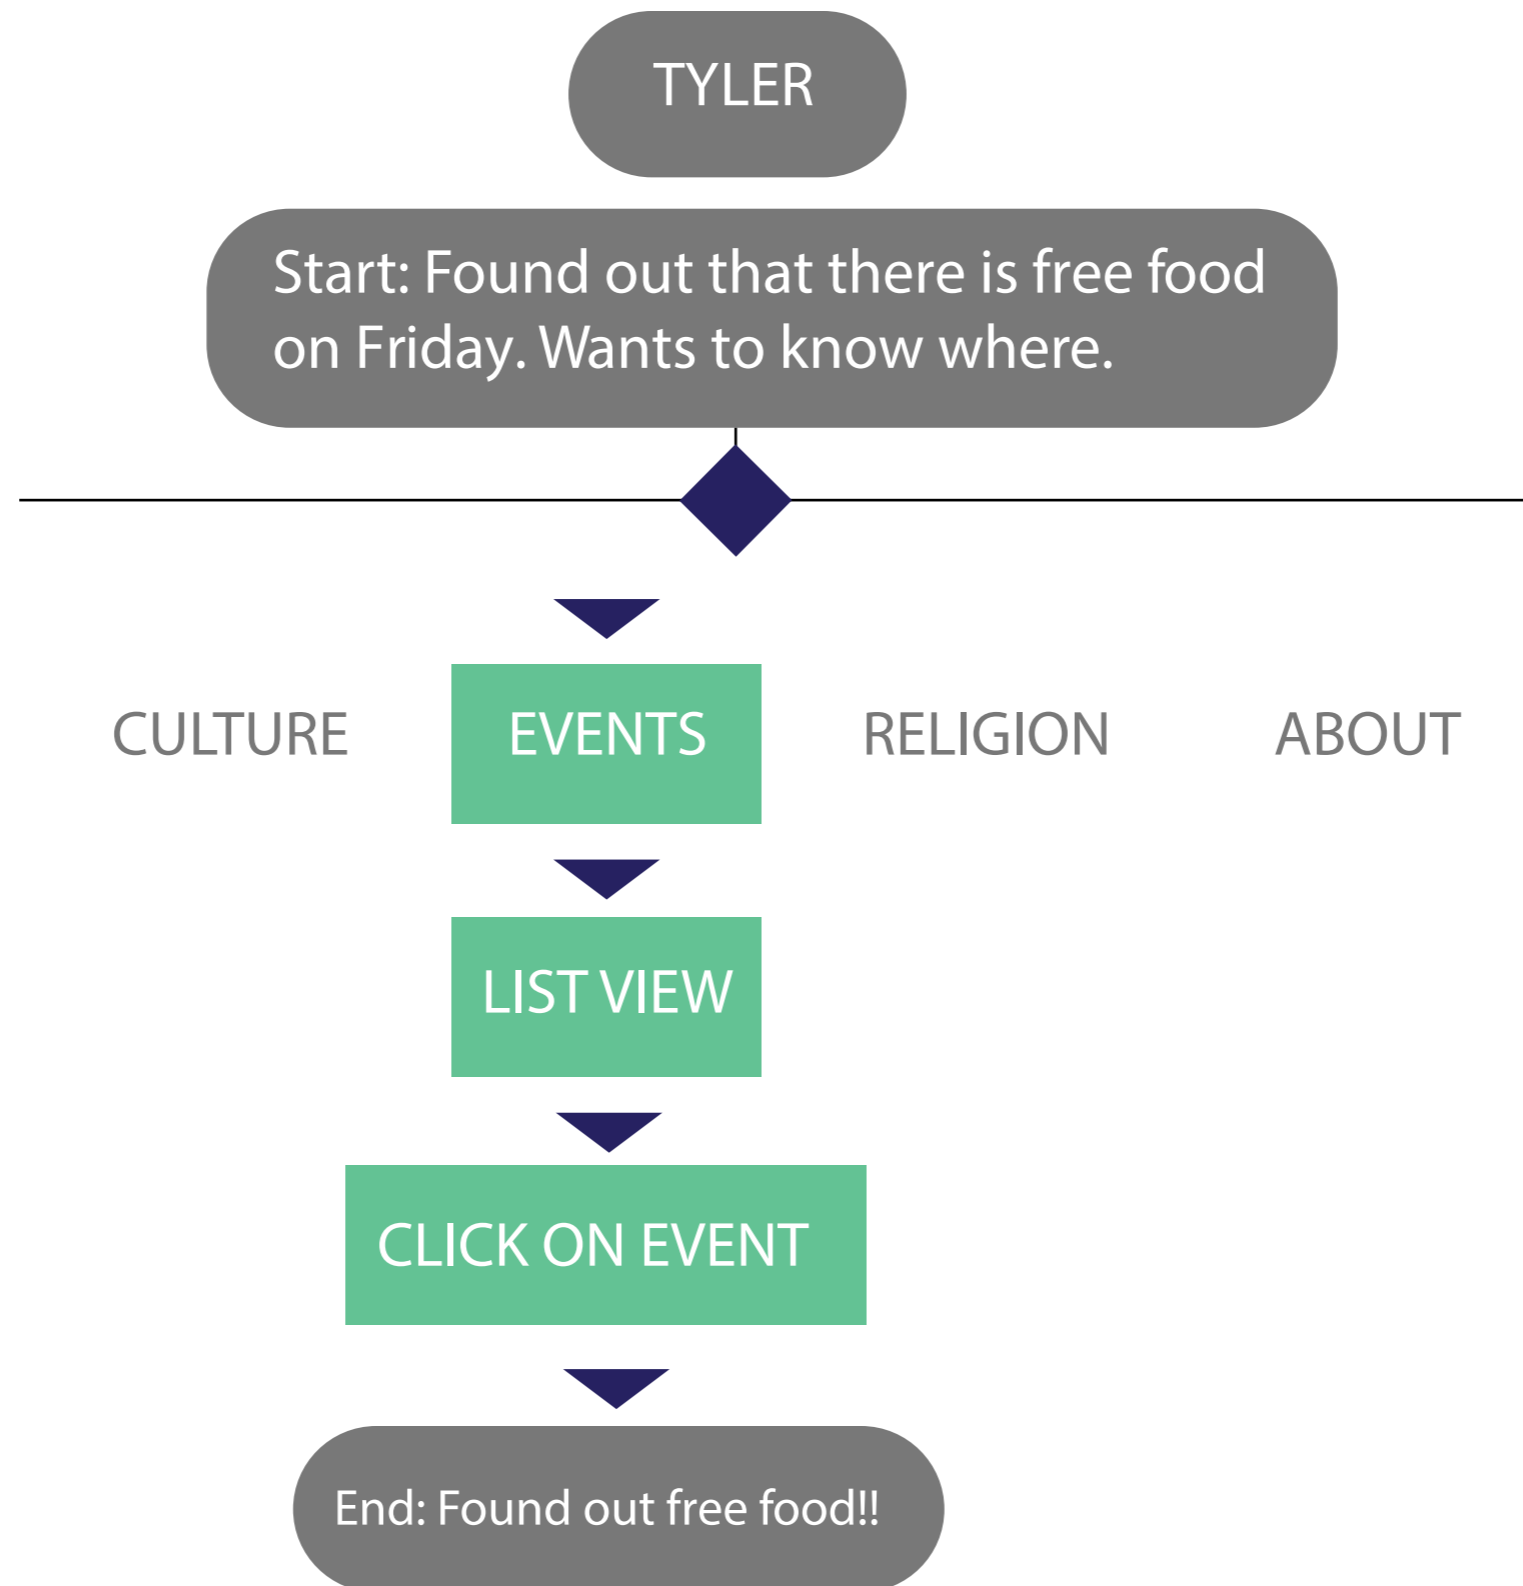 TYLER
Start: Found out that there is free food
on Friday. Wants to know where.
CULTURE
EVENTS
RELIGION
ABOUT
LIST VIEW
CLICK ON EVENT
End: Found out free food!!